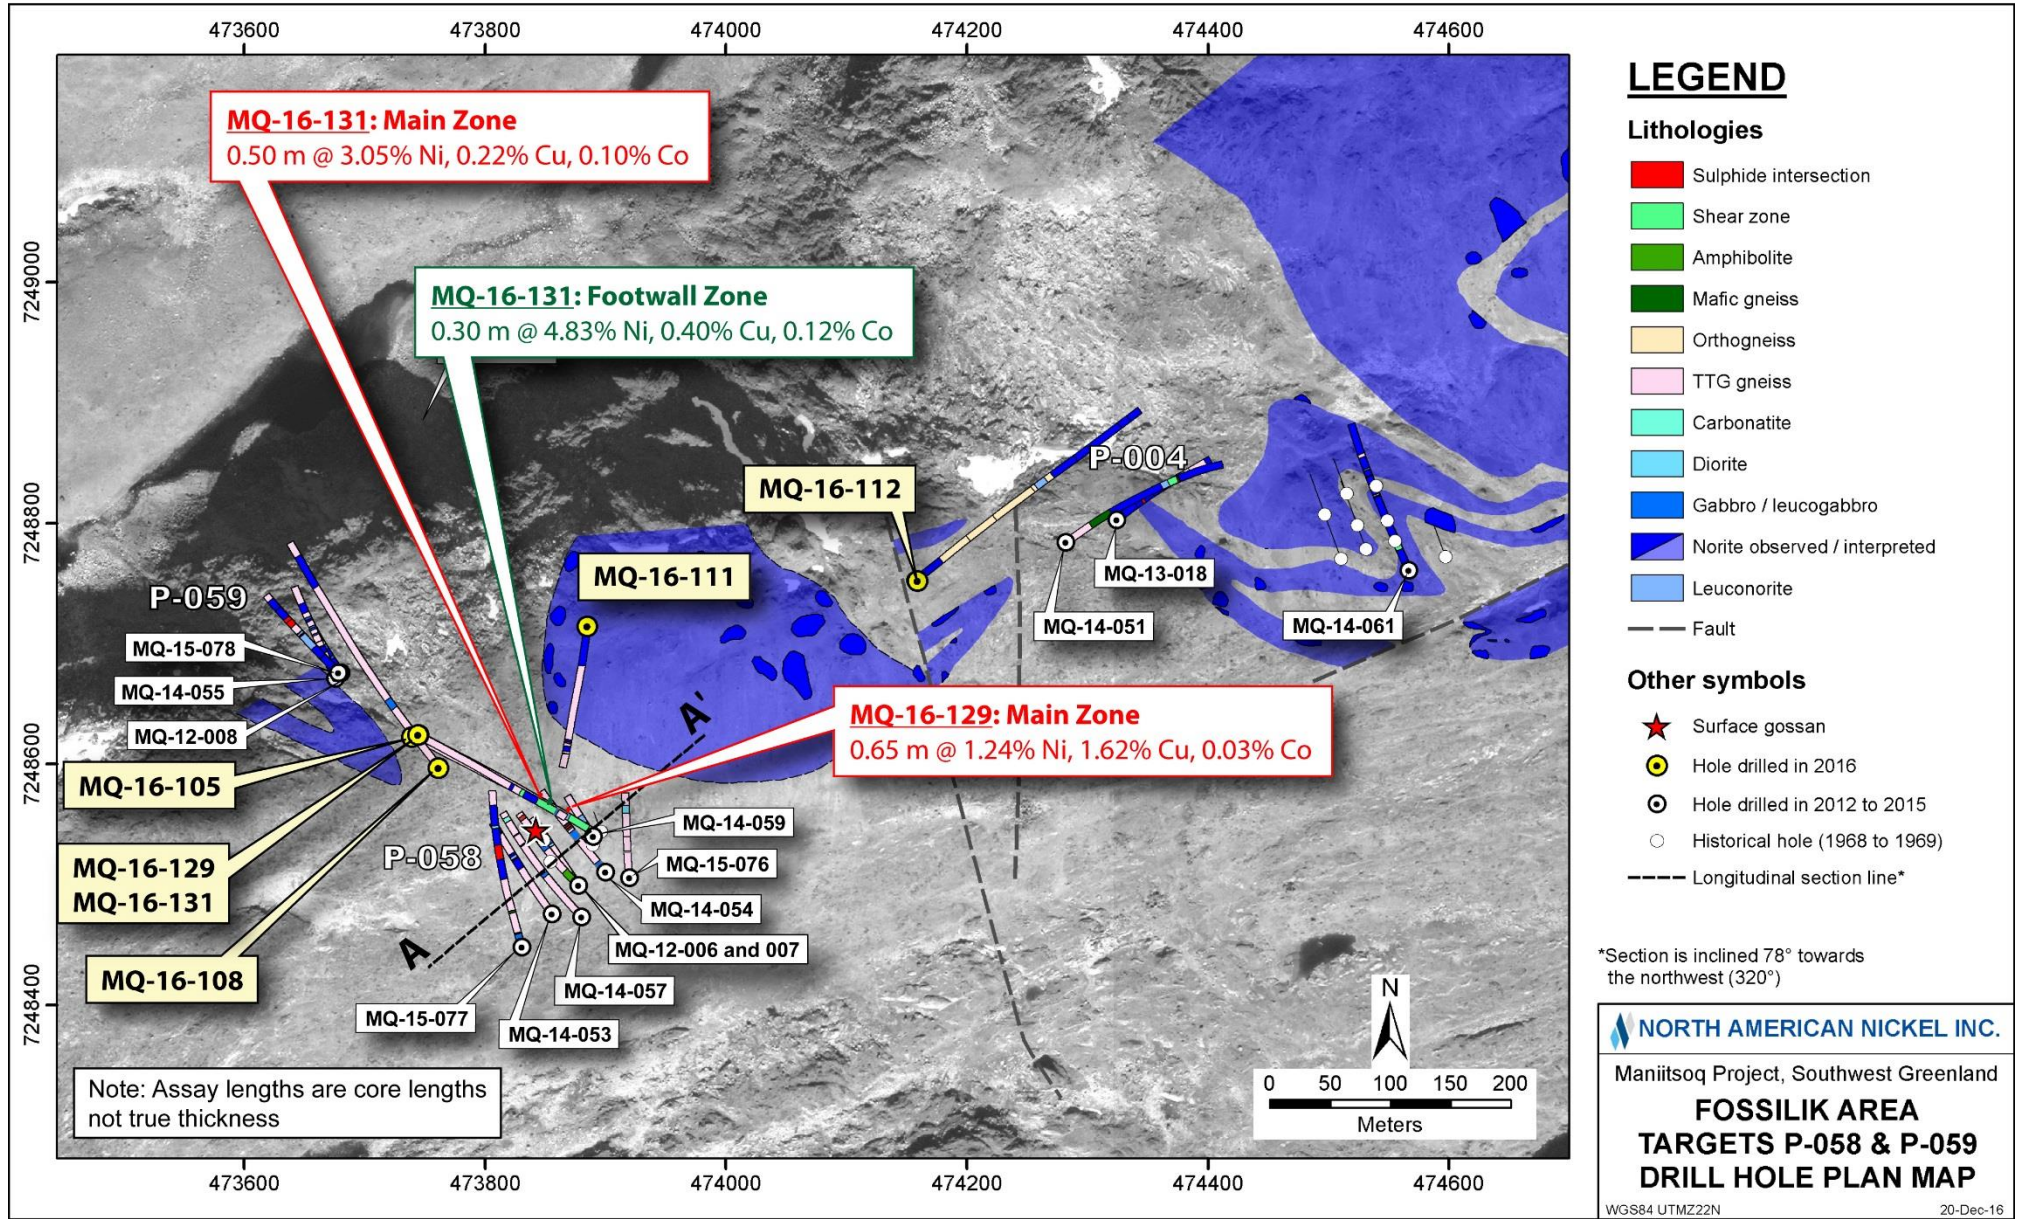 473600
473800
474000
474200
474400
474600
7249000
7248800
7248600
7248400
MQ-16-131: Main Zone
0.50 m @ 3.05% Ni, 0.22% Cu, 0.10% Co
MQ-16-131: Footwall Zone
0.30 m @ 4.83% Ni, 0.40% Cu, 0.12% Co
P-004
MQ-16-112
MQ-16-111
MQ-13-018
MQ-14-051
MQ-14-061
P-059
MQ-15-078
MQ-14-055
MQ-12-008
A'
MQ-16-129: Main Zone
0.65 m @ 1.24% Ni, 1.62% Cu, 0.03% Co
MQ-16-105
MQ-16-129
MQ-16-131
MQ-16-108
P-058
MQ-14-059
MQ-15-076
MQ-14-054
MQ-12-006 and 007
MQ-14-057
MQ-14-053
MQ-15-077
A
Note: Assay lengths are core lengths
not true thickness
N
0 50 100 150 200
Meters
473600
473800
474000
474200
474400
474600
LEGEND
Lithologies
Sulphide intersection
Shear zone
Amphibolite
Mafic gneiss
Orthogneiss
TTG gneiss
Carbonatite
Diorite
Gabbro / leucogabbro
Norite observed / interpreted
Leuconorite
Fault
Other symbols
Surface gossan
Hole drilled in 2016
Hole drilled in 2012 to 2015
Historical hole (1968 to 1969)
Longitudinal section line*
*Section is inclined 78° towards
the northwest (320°)
NORTH AMERICAN NICKEL INC.
Maniitsoq Project, Southwest Greenland
FOSSILIK AREA
TARGETS P-058 & P-059
DRILL HOLE PLAN MAP
WGS84 UTMZ22N
20-Dec-16